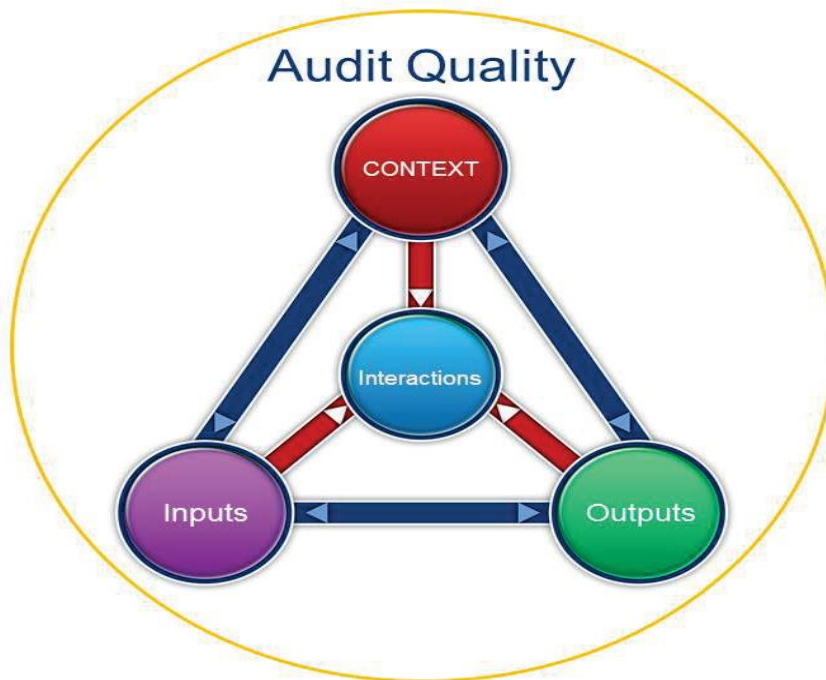 Audit Quality
CONTEXT
Interactions
Inputs
Outputs